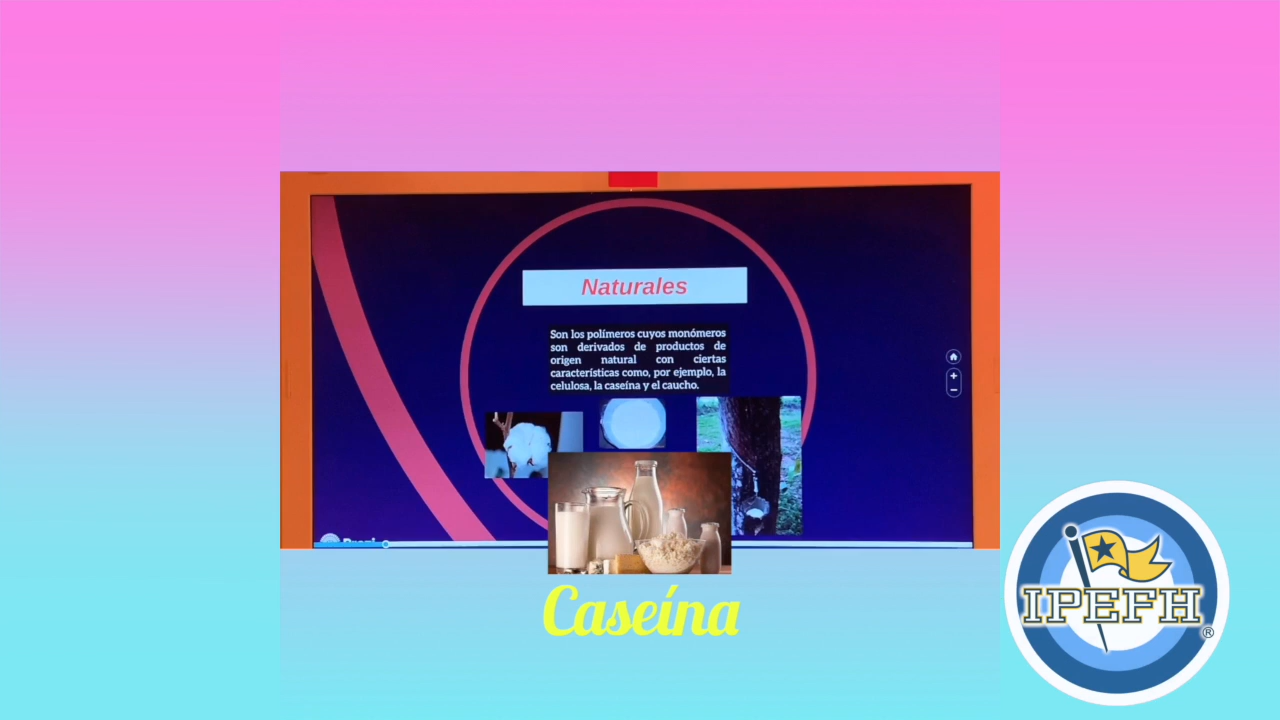 Naturales
Son los polímeros cuyos monómeros
son derivados de productos de
origen natural con ciertas
características como, por ejemplo, la
celulosa, la caseína y el caucho.
Prezi
Caseína
IPEFH
®